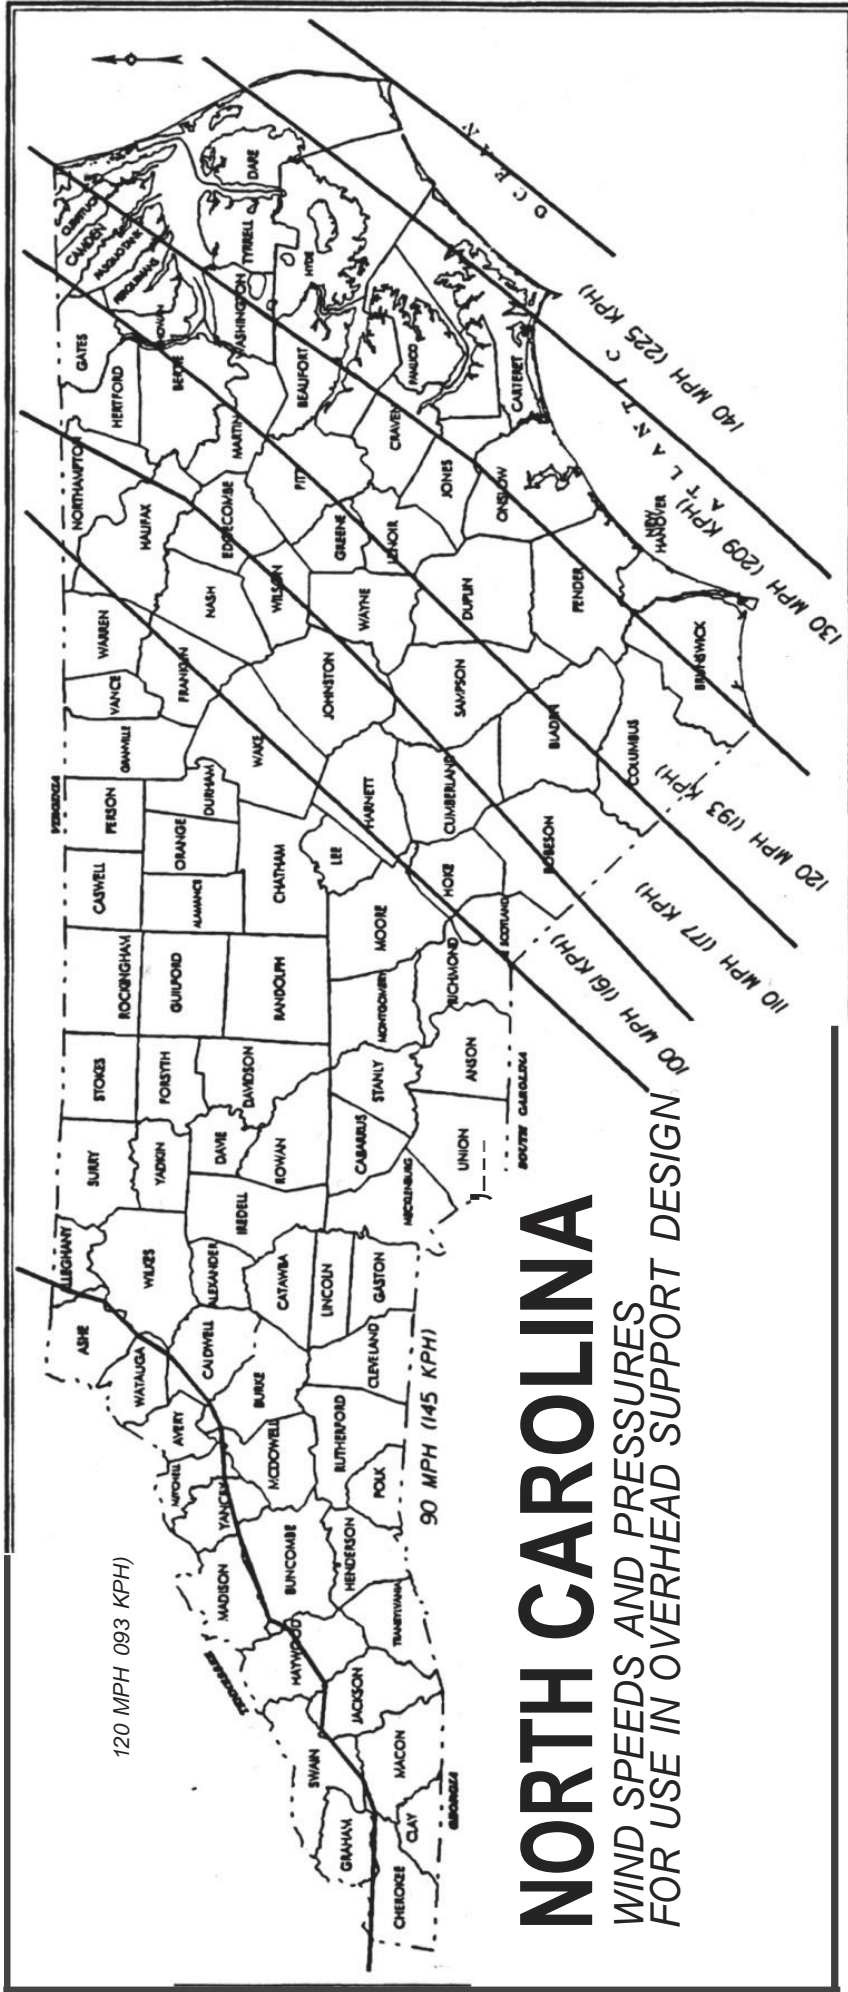 120 MPH 093 KPH)
VIRGINIA
TENNESSEE
GEORGIA
SOUTH CAROLINA
ALLEGHANY
ASHE
SURRY
STOKES
ROCKINGHAM
CASWELL
PERSON
GRANVILLE
VANCE
WARREN
NORTHAMPTON
HERTFORD
GATES
CURRITUCK
CAMDEN
PASQUOTANK
PERQUIMANS
CHOWAN
WATAUGA
WILKES
YADKIN
FORSYTH
GUILFORD
ALAMANCE
ORANGE
DURHAM
FRANKLIN
HALIFAX
BERTIE
MITCHELL
AVERY
CALDWELL
ALEXANDER
IREDELL
DAVIE
DAVIDSON
RANDOLPH
CHATHAM
WAKE
NASH
EDGECOMBE
MARTIN
WASHINGTON
TYRRELL
DARE
MADISON
YANCEY
MCDOWELL
BURKE
CATAWBA
ROWAN
LEE
JOHNSTON
WILSON
PITT
BEAUFORT
HYDE
SWAIN
HAYWOOD
BUNCOMBE
RUTHERFORD
LINCOLN
CABARRUS
STANLY
MONTGOMERY
MOORE
HARNETT
WAYNE
GREENE
LENOIR
CRAVEN
PAMLICO
GRAHAM
JACKSON
HENDERSON
POLK
CLEVELAND
GASTON
MECKLENBURG
CHEROKEE
CLAY
MACON
TRANSYLVANIA
UNION
ANSON
RICHMOND
SCOTLAND
HOKE
CUMBERLAND
SAMPSON
DUPLIN
JONES
ONSLOW
CARTERET
ROBESON
BLADEN
PENDER
COLUMBUS
BRUNSWICK
NEW
HANOVER
ATLANTIC
OCEAN
90 MPH (145 KPH)
100 MPH (161 KPH)
110 MPH (177 KPH)
120 MPH (193 KPH)
130 MPH (209 KPH)
140 MPH (225 KPH)
NORTH CAROLINA
WIND SPEEDS AND PRESSURES
FOR USE IN OVERHEAD SUPPORT DESIGN